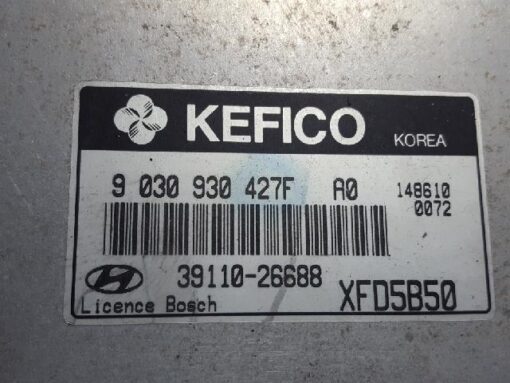 KEFICO KOREA
9 030 930 427F A0 148610
0072
39110-26688
Licence Bosch XFD5B50